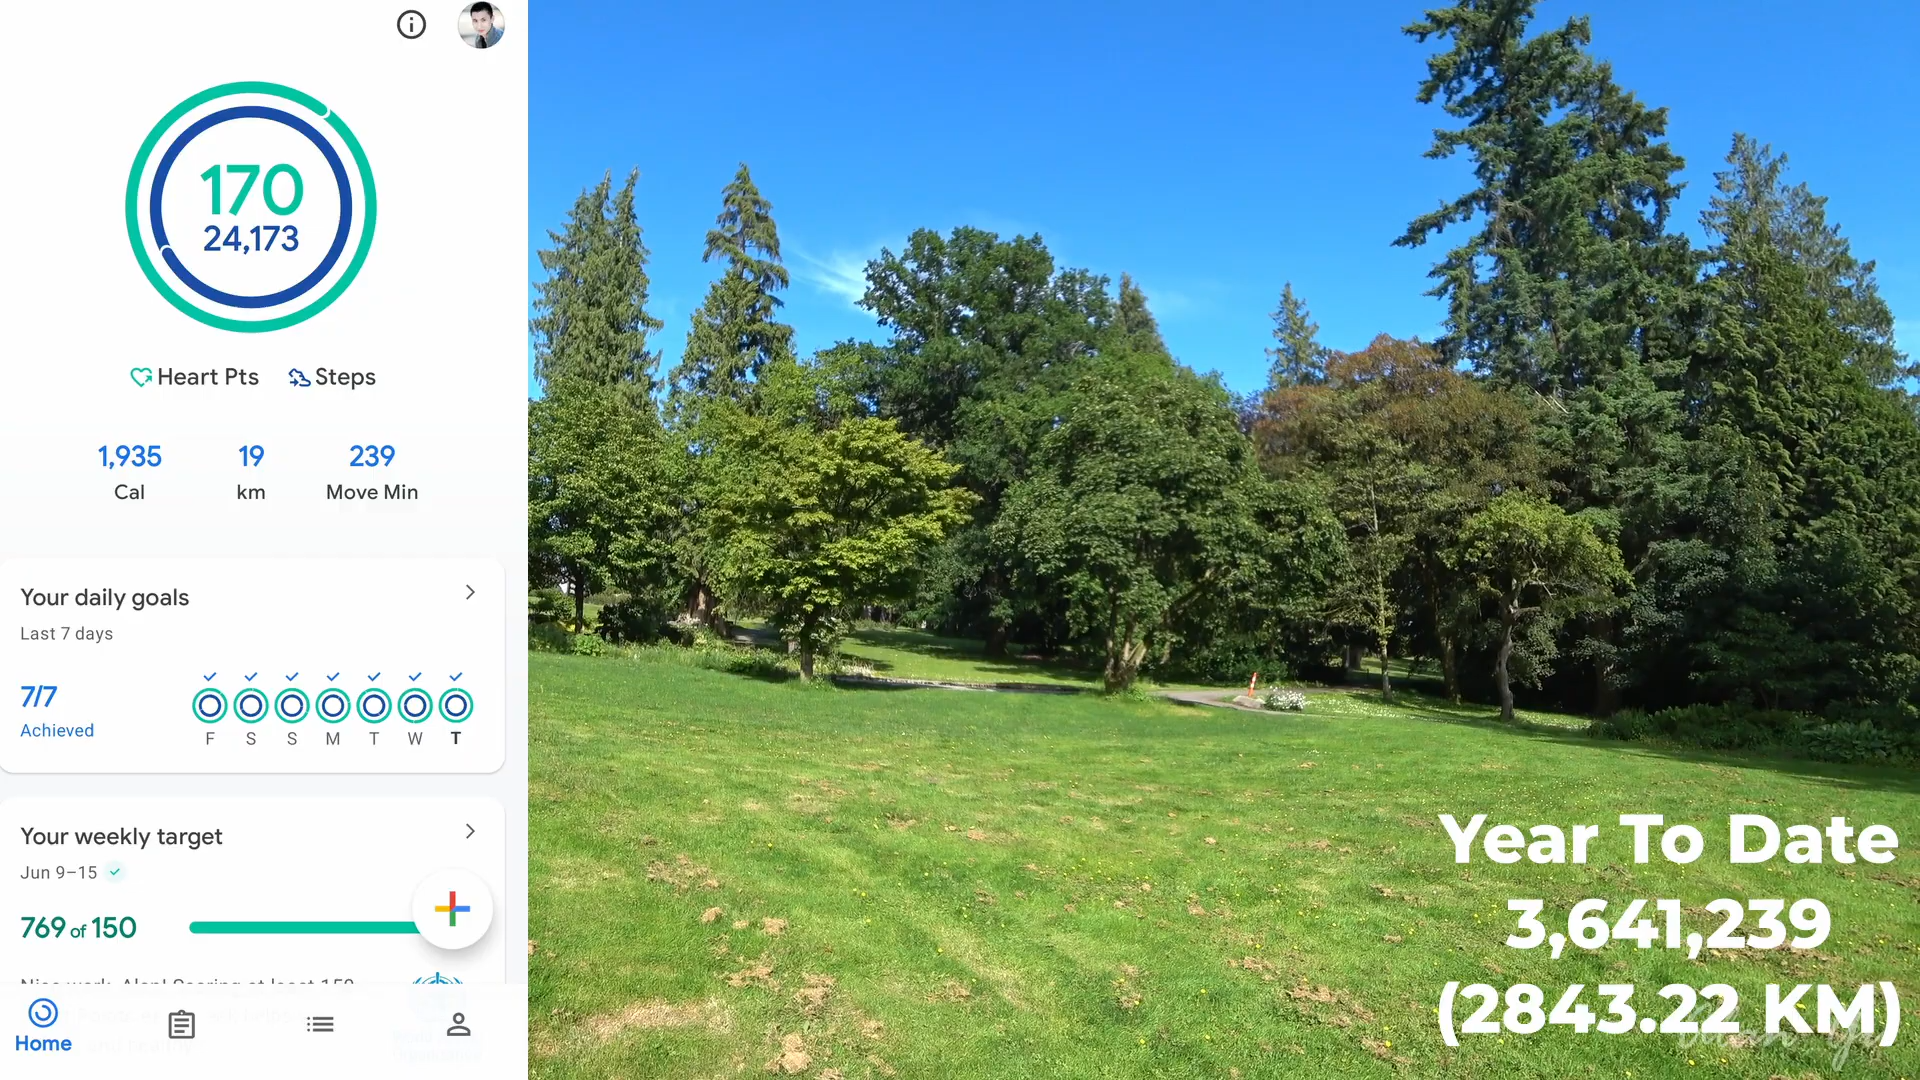 170
24,173
Heart Pts Steps
1,935 19 239
Cal km Move Min
Your daily goals
Last 7 days
7/7
Achieved
F S S M T W T
Your weekly target
Jun 9–15
769 of 150
Home
Year To Date
3,641,239
(2843.22 KM)